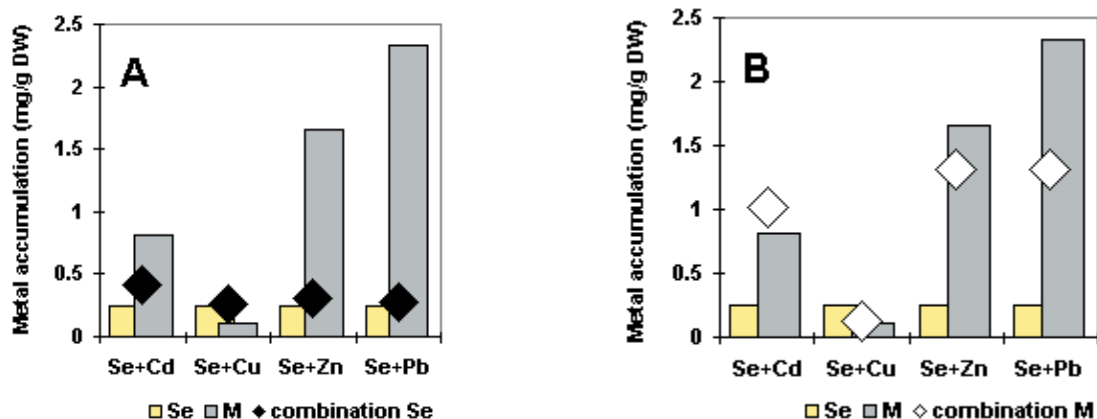 Metal accumulation (mg/g DW)
A
2.5
2
1.5
1
0.5
0
Se+Cd Se+Cu Se+Zn Se+Pb
Se M combination Se
Metal accumulation (mg/g DW)
B
2.5
2
1.5
1
0.5
0
Se+Cd Se+Cu Se+Zn Se+Pb
Se M combination M